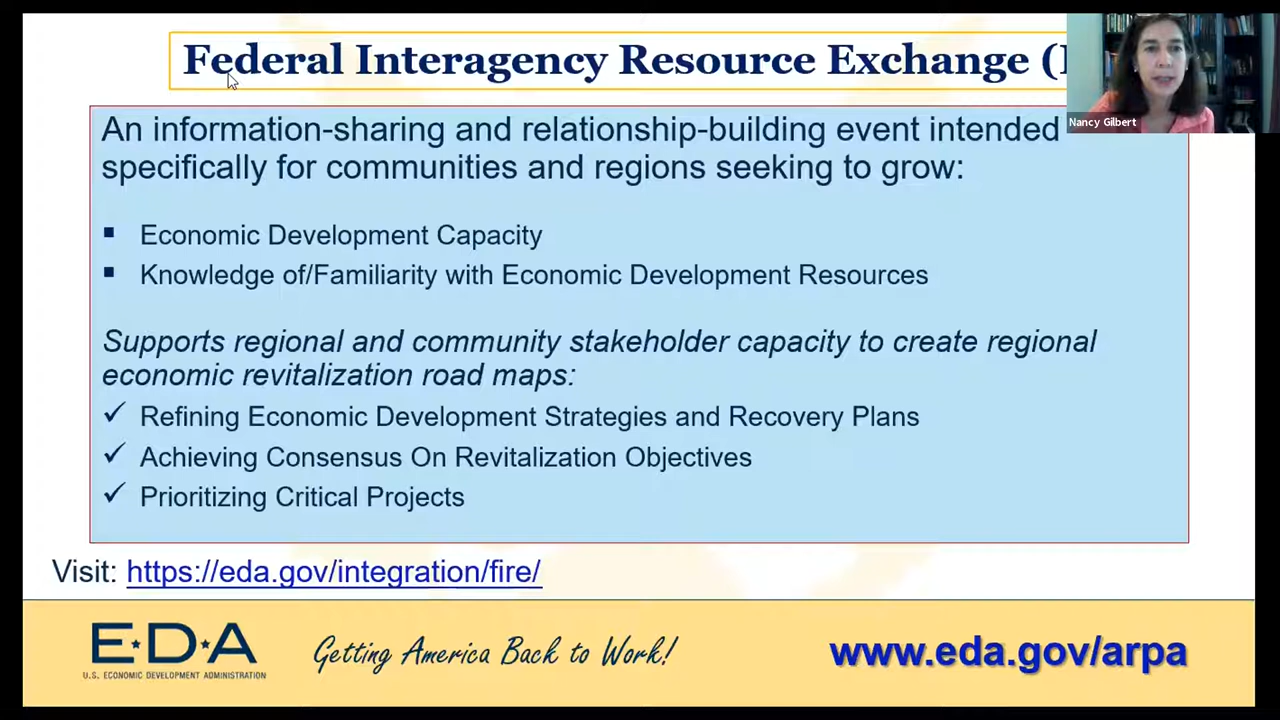 Federal Interagency Resource Exchange (
Nancy Gilbert
An information-sharing and relationship-building event intended
specifically for communities and regions seeking to grow:
▪ Economic Development Capacity
▪ Knowledge of/Familiarity with Economic Development Resources
Supports regional and community stakeholder capacity to create regional
economic revitalization road maps:
✓ Refining Economic Development Strategies and Recovery Plans
✓ Achieving Consensus On Revitalization Objectives
✓ Prioritizing Critical Projects
Visit: https://eda.gov/integration/fire/
E★D★A
U.S. ECONOMIC DEVELOPMENT ADMINISTRATION
Getting America Back to Work!
www.eda.gov/arpa